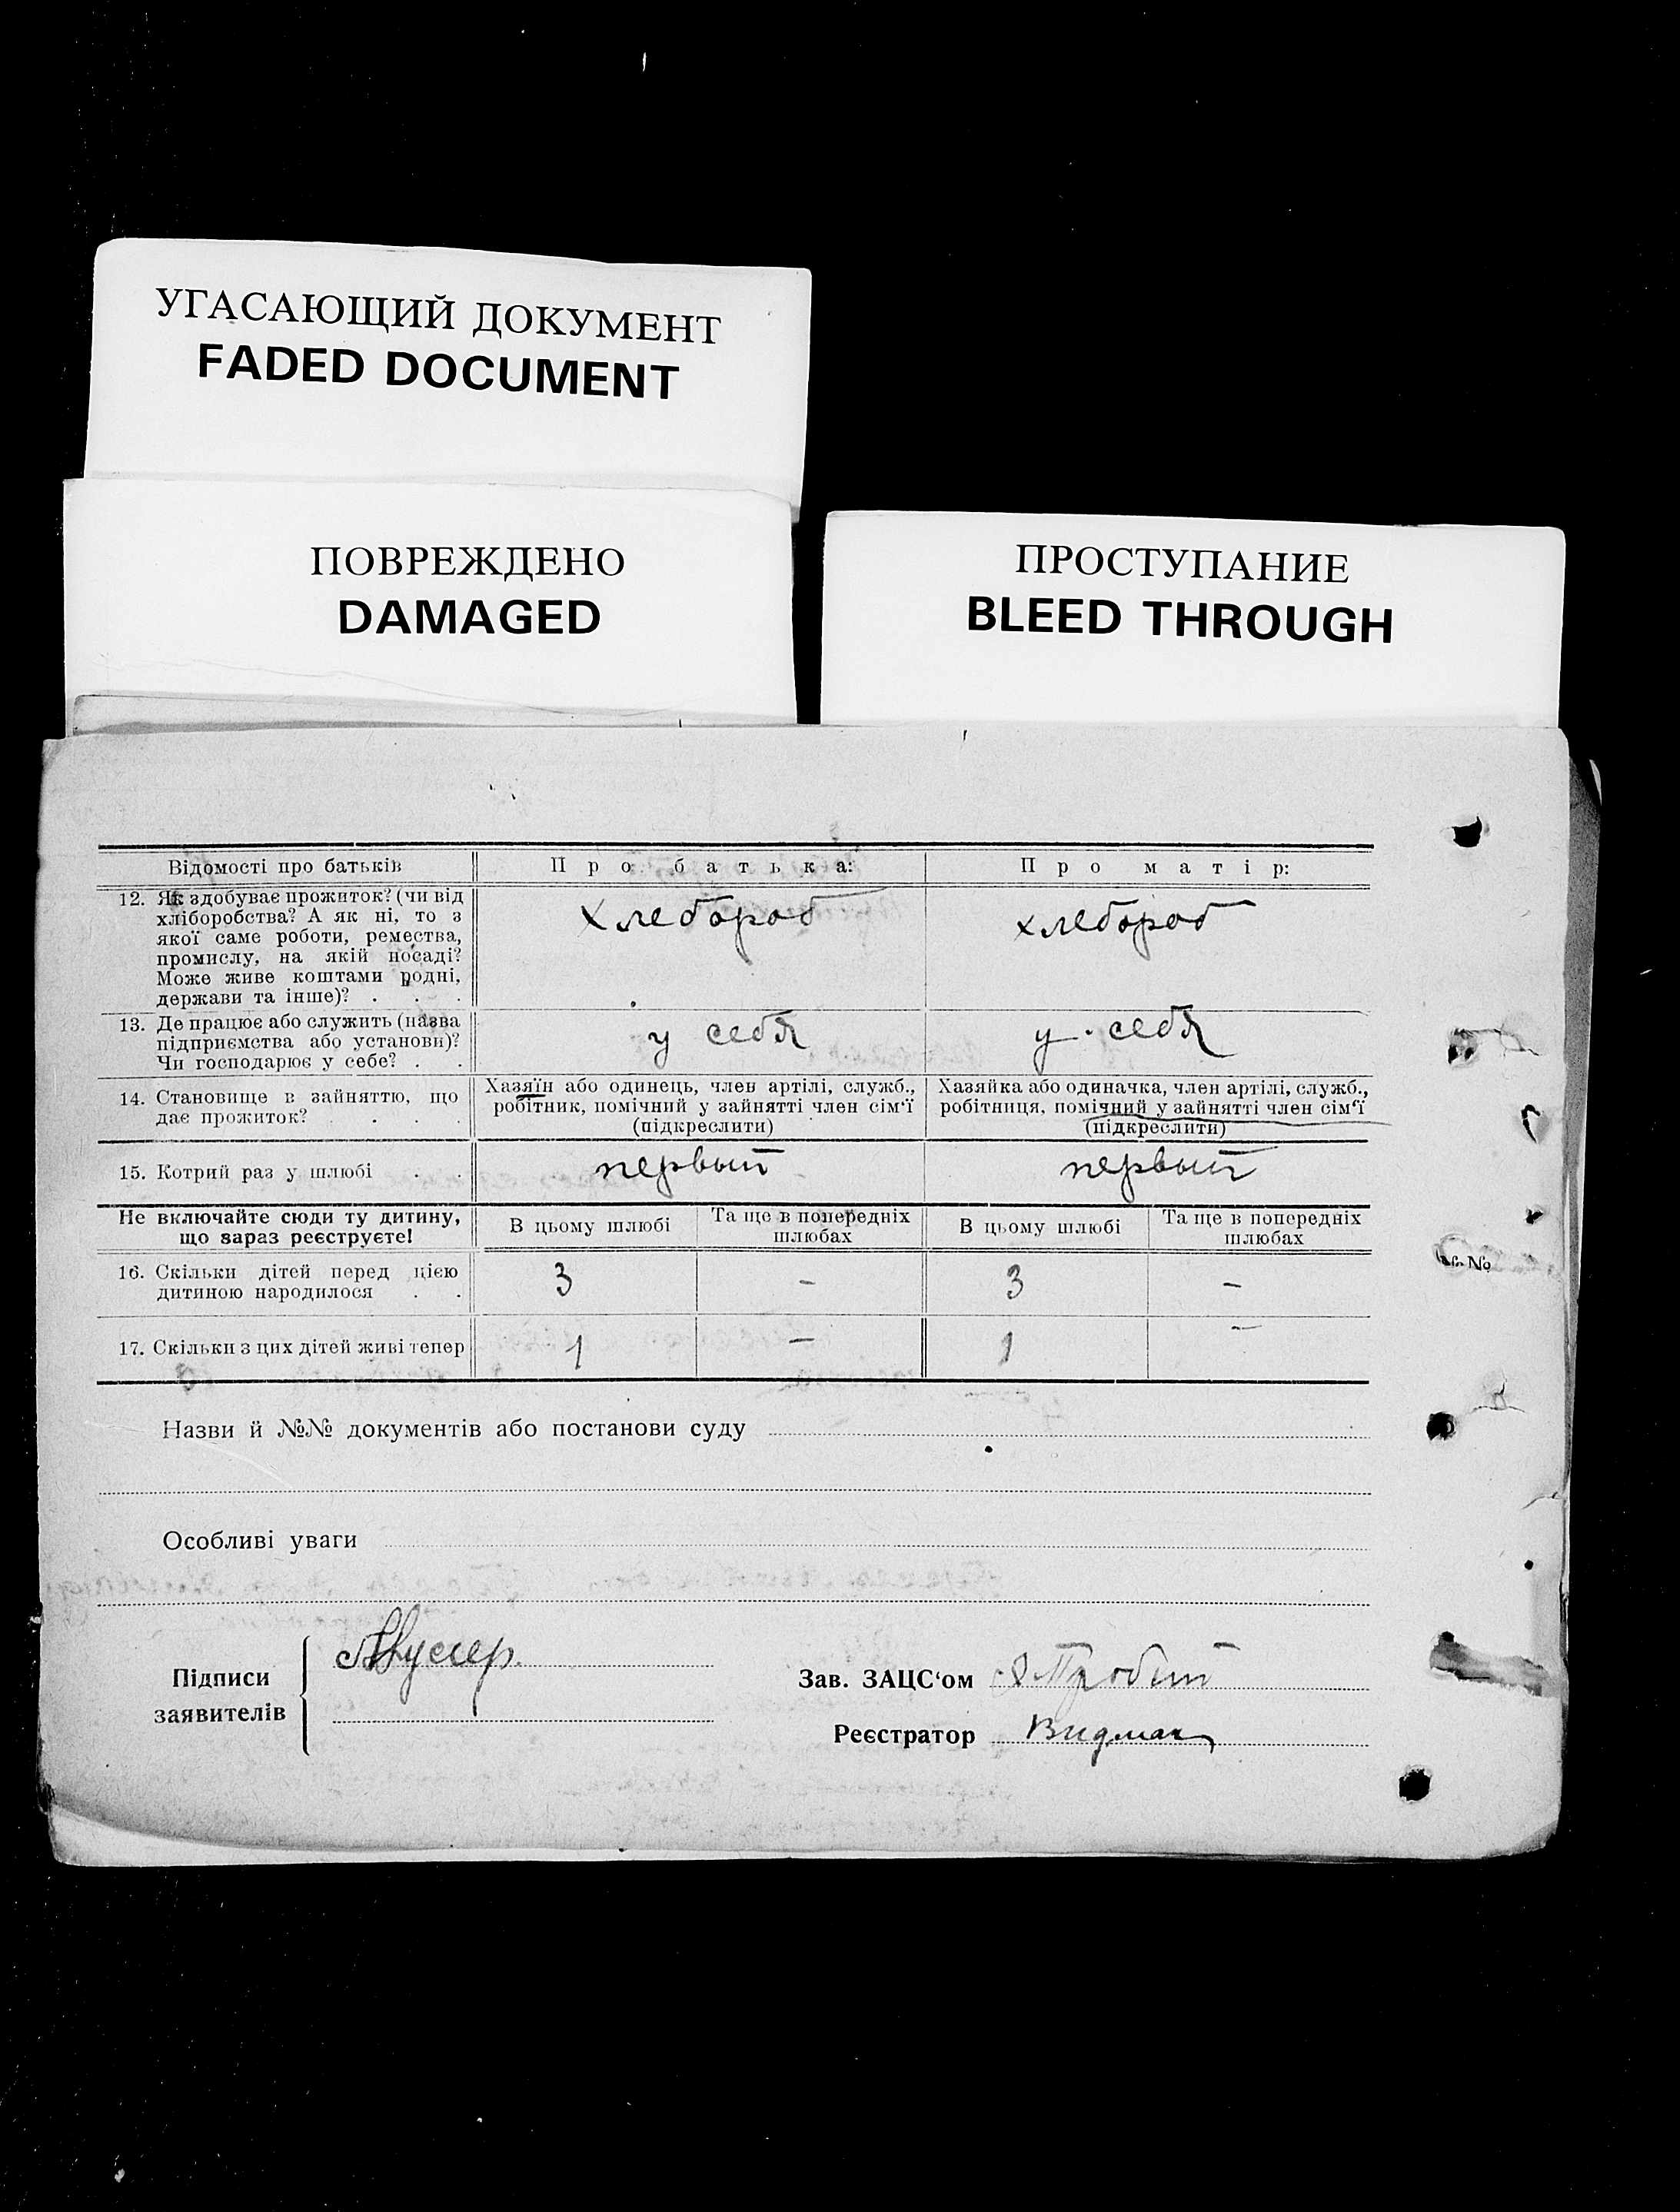 УГАСАЮЩИЙ ДОКУМЕНТ
FADED DOCUMENT
ПОВРЕЖДЕНО
DAMAGED
ПРОСТУПАНИЕ
BLEED THROUGH
Відомості про батьків
Про батька:
Про матір:
12. Як здобуває прожиток? (чи від
хліборобства? А як ні, то з
якої саме роботи, ремества,
промислу, на якій посаді?
Може живе коштами родні,
держави та інше)? . . .
хлебороб
хлебороб
13. Де працює або служить (назва
підприємства або установи)?
Чи господарює у себе? . .
у себя
у себя
14. Становище в зайняттю, що
дає прожиток? . . . .
Хазяїн або одинець, член артілі, служб.,
робітник, помічний у зайнятті член сім'ї
(підкреслити)
Хазяйка або одиначка, член артілі, служб.,
робітниця, помічний у зайнятті член сім'ї
(підкреслити)
15. Котрий раз у шлюбі . .
первый
первый
Не включайте сюди ту дитину,
що зараз реєструєте!
В цьому шлюбі
Та ще в попередніх
шлюбах
В цьому шлюбі
Та ще в попередніх
шлюбах
16. Скільки дітей перед цією
дитиною народилося . .
3
–
3
–
17. Скільки з цих дітей живі тепер
1
–
1
–
№№
Назви й №№ документів або постанови суду
Особливі уваги
Підписи
заявителів
Зав. ЗАЦС'ом
Реєстратор Видман